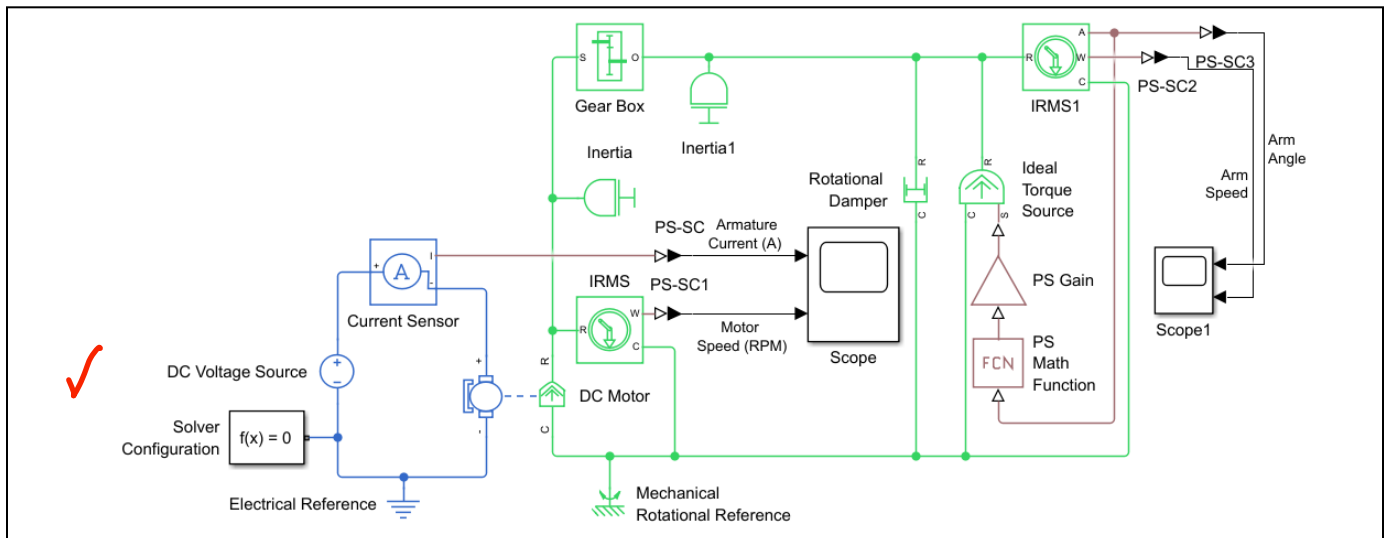 S
O
Gear Box
Inertia1
Inertia
R
A
W
C
IRMS1
PS-SC3
PS-SC2
Arm
Angle
Arm
Speed
Scope1
Rotational
Damper
R
C
R
C
S
Ideal
Torque
Source
PS Gain
FCN
PS
Math
Function
PS-SC
Armature
Current (A)
IRMS
PS-SC1
R
W
C
Motor
Speed (RPM)
Scope
+
A
I
-
Current Sensor
DC Voltage Source
+
−
+
-
R
C
DC Motor
Solver
Configuration
f(x) = 0
Electrical Reference
Mechanical
Rotational Reference